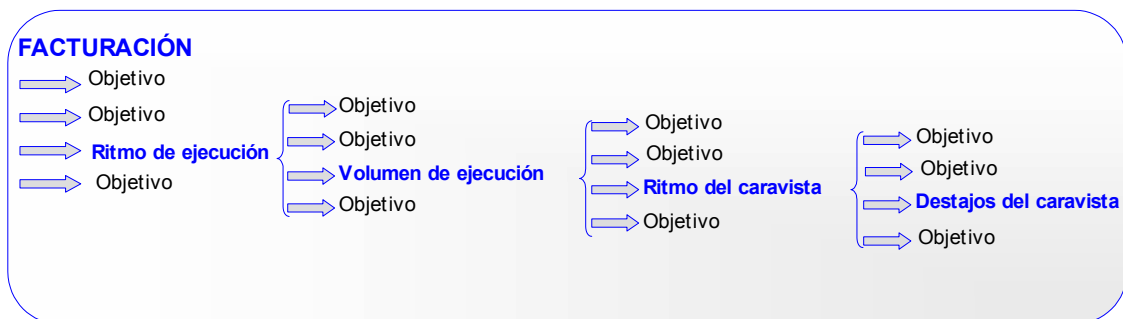 FACTURACIÓN
Objetivo
Objetivo
Ritmo de ejecución
Objetivo
Objetivo
Objetivo
Volumen de ejecución
Objetivo
Objetivo
Objetivo
Ritmo del caravista
Objetivo
Objetivo
Objetivo
Destajos del caravista
Objetivo